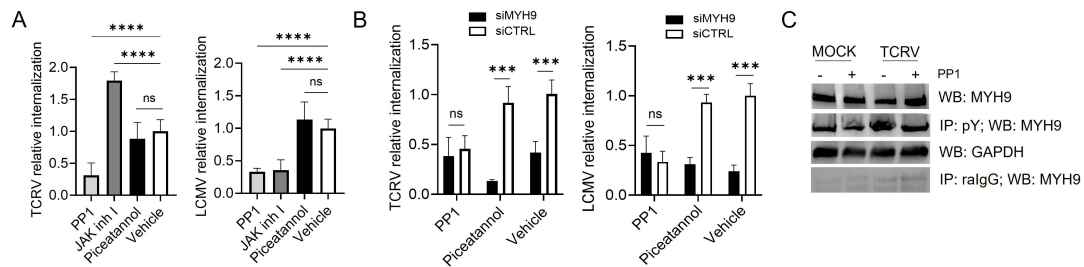 A
TCRV relative internalization
2.0
1.5
1.0
0.5
0.0
****
****
ns
PP1
JAK inh I
Piceatannol
Vehicle
LCMV relative internalization
2.0
1.5
1.0
0.5
0.0
****
****
ns
PP1
JAK inh I
Piceatannol
Vehicle
B
siMYH9
siCTRL
TCRV relative internalization
1.5
1.0
0.5
0.0
ns
***
***
PP1
Piceatannol
Vehicle
siMYH9
siCTRL
LCMV relative internalization
1.5
1.0
0.5
0.0
ns
***
***
PP1
Piceatannol
Vehicle
C
MOCK TCRV
- + - + PP1
WB: MYH9
IP: pY; WB: MYH9
WB: GAPDH
IP: raIgG; WB: MYH9